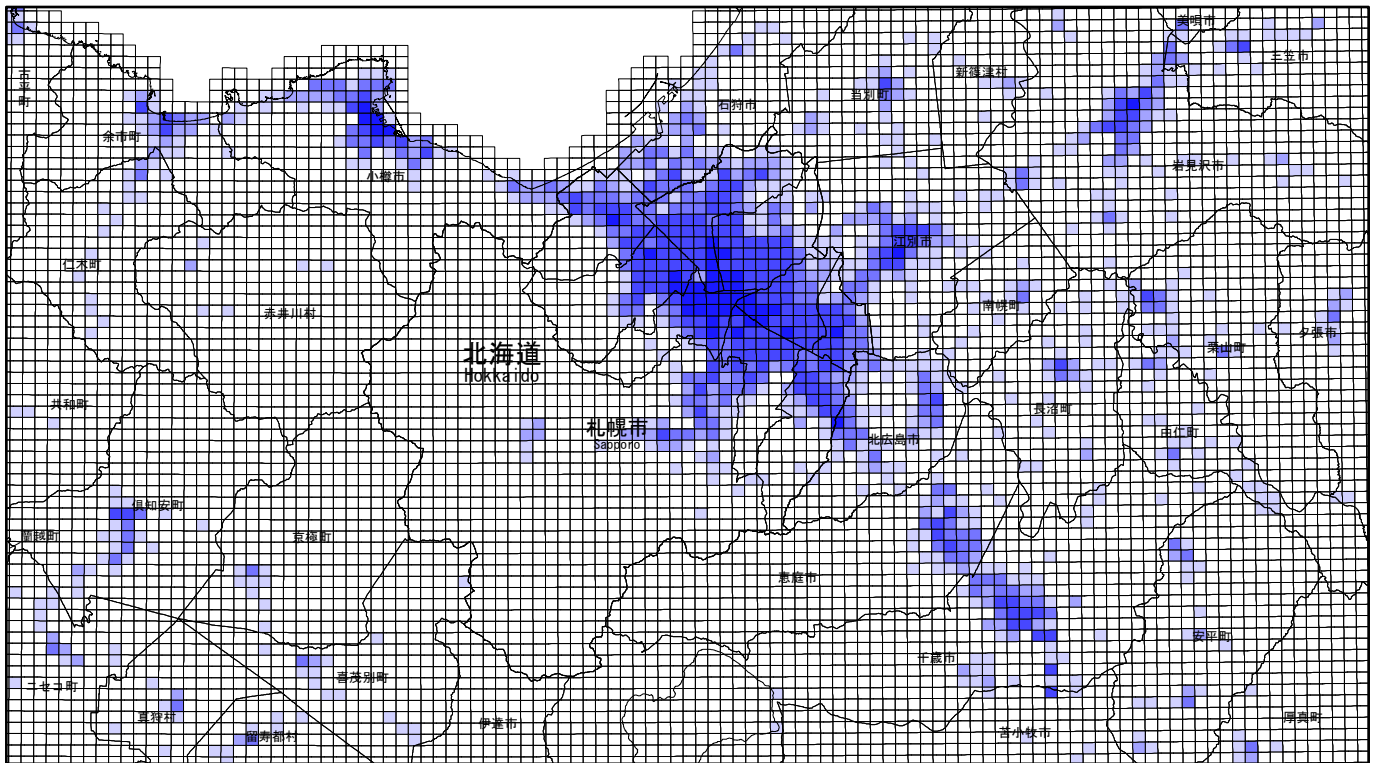 美唄市
三笠市
新篠津村
古平町
当別町
石狩市
余市町
岩見沢市
小樽市
江別市
仁木町
南幌町
赤井川村
夕張市
栗山町
北海道
Hokkaido
共和町
長沼町
札幌市
Sapporo
由仁町
北広島市
倶知安町
蘭越町
京極町
恵庭市
安平町
千歳市
喜茂別町
ニセコ町
真狩村
厚真町
伊達市
苫小牧市
留寿都村